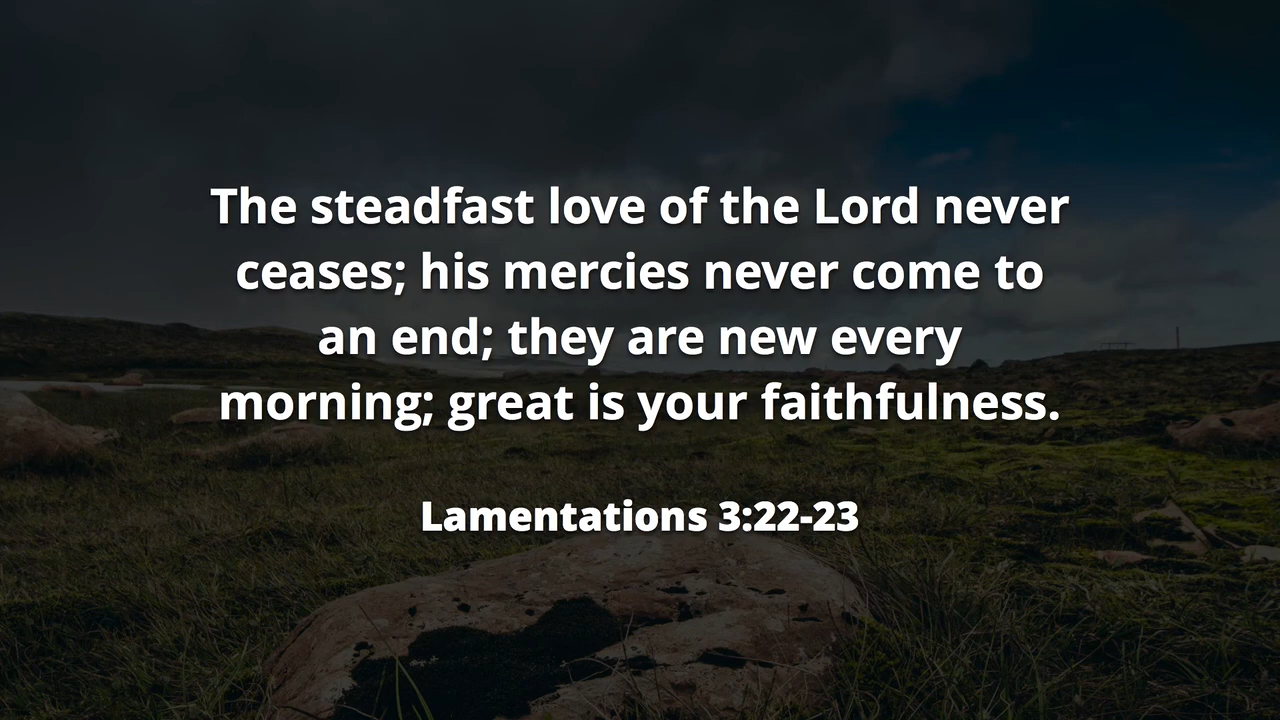 The steadfast love of the Lord never
ceases; his mercies never come to
an end; they are new every
morning; great is your faithfulness.
Lamentations 3:22-23